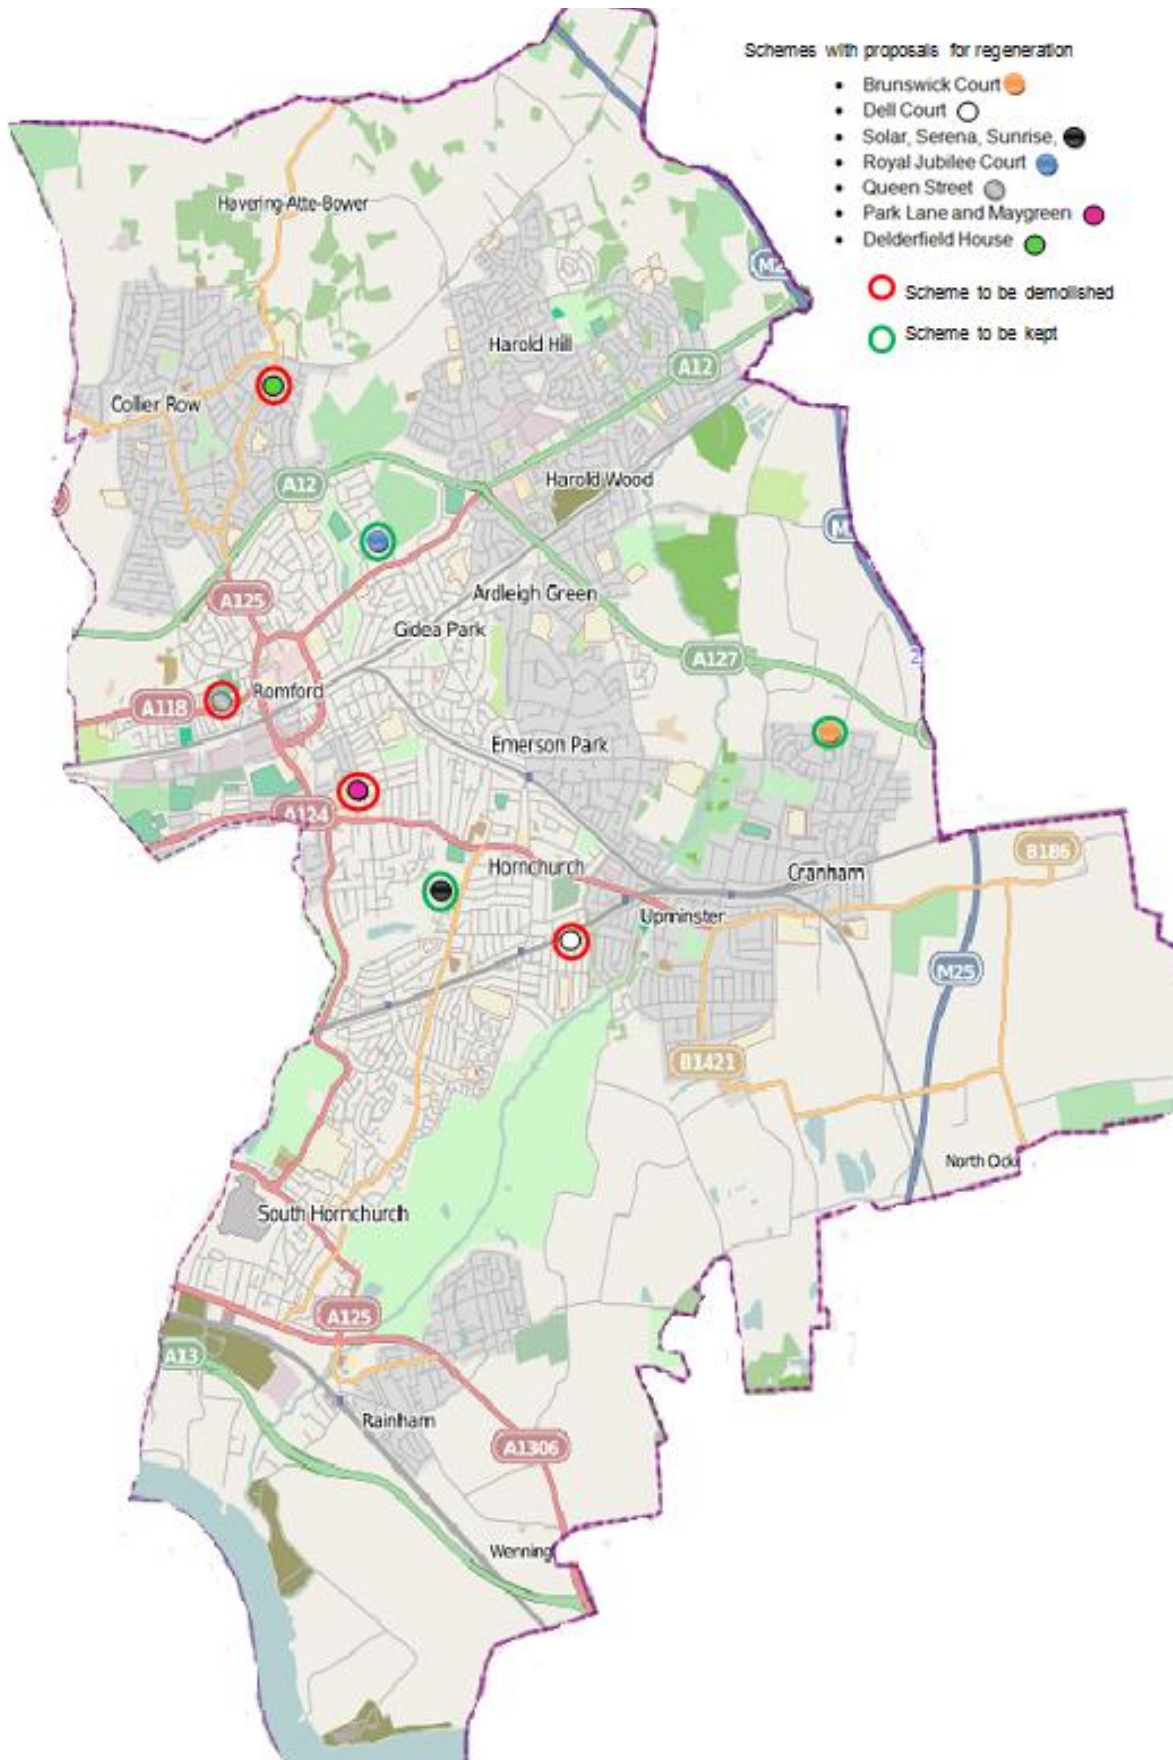 Schemes with proposals for regeneration
• Brunswick Court
• Dell Court
• Solar, Serena, Sunrise,
• Royal Jubilee Court
• Queen Street
• Park Lane and Maygreen
• Delderfield House
Scheme to be demolished
Scheme to be kept
Havering-Atte-Bower
M2
Harold Hill
A12
Collier Row
Harold Wood
A12
M
Ardleigh Green
A125
Gidea Park
A127
2
Romford
A118
Emerson Park
A124
B186
Hornchurch
Cranham
Upminster
M25
B1421
North Ock
South Hornchurch
A125
A13
Rainham
A1306
Wenning